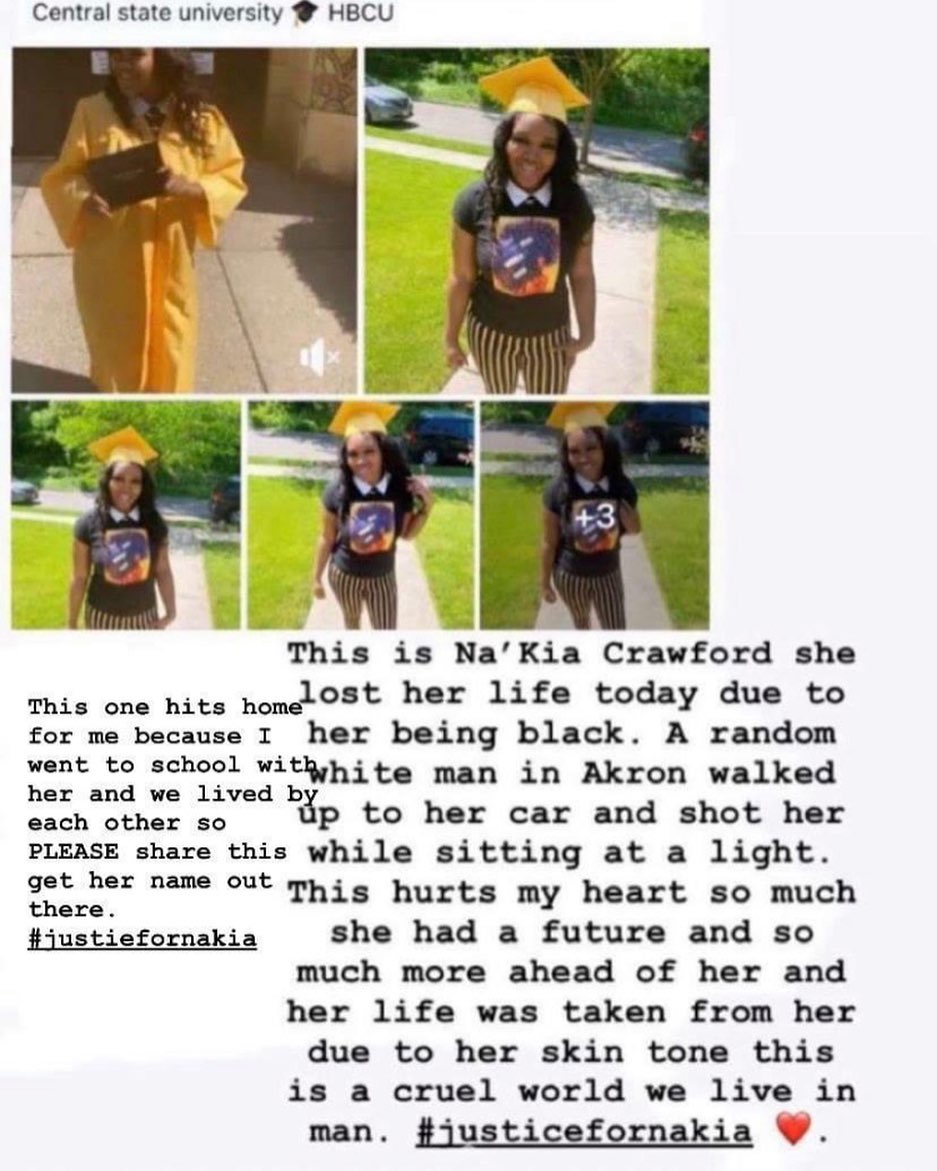 Central state university 🎓 HBCU
+3
This one hits home
for me because I
went to school with
her and we lived by
each other so
PLEASE share this
get her name out
there.
#justiefornakia
This is Na'Kia Crawford she
lost her life today due to
her being black. A random
white man in Akron walked
up to her car and shot her
while sitting at a light.
This hurts my heart so much
she had a future and so
much more ahead of her and
her life was taken from her
due to her skin tone this
is a cruel world we live in
man. #justicefornakia ❤️.